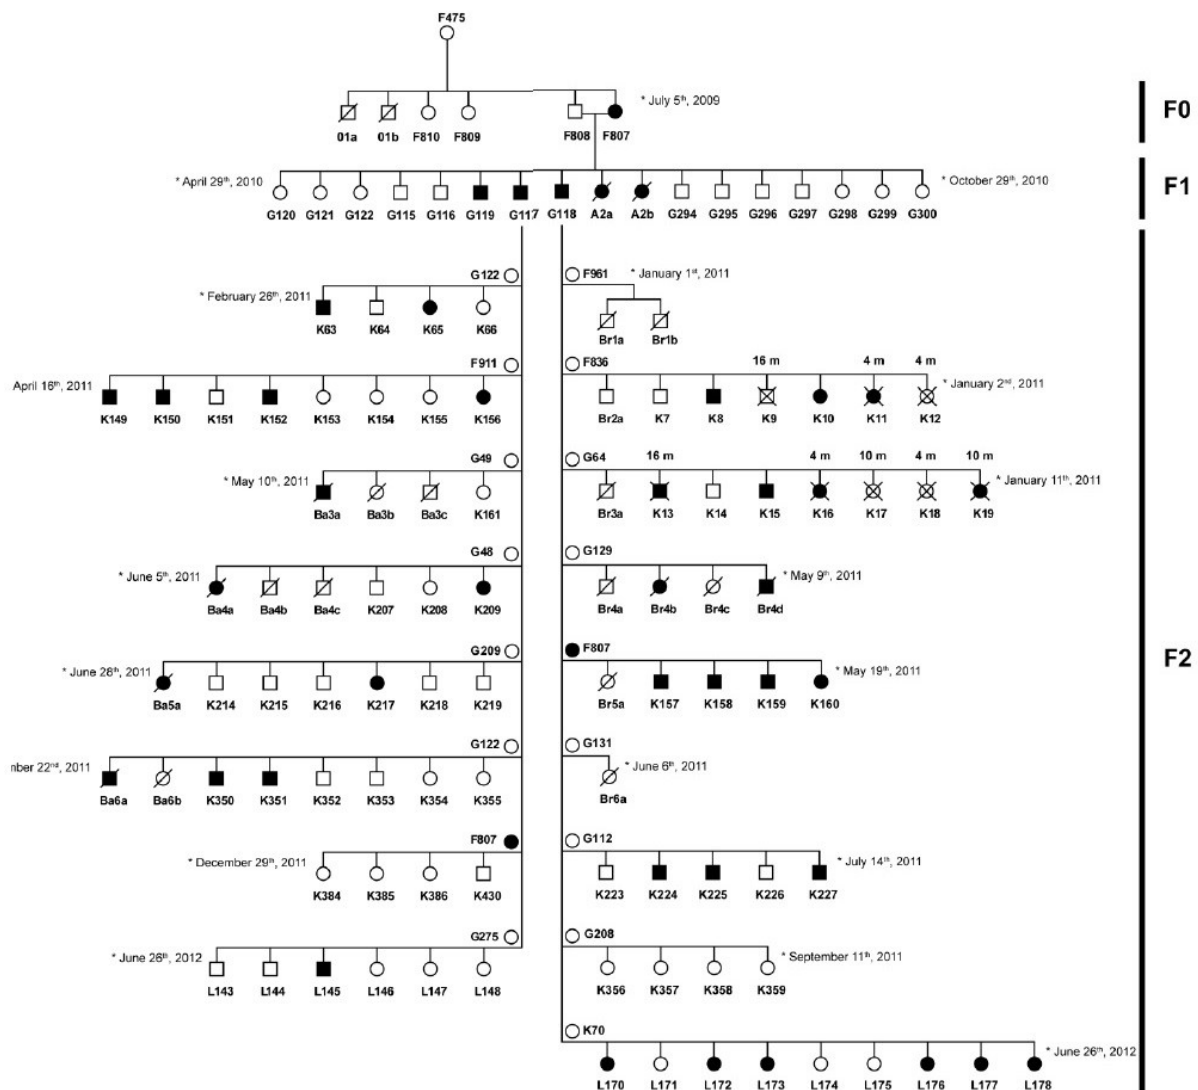 F475
* July 5th, 2009
F0
01a 01b F810 F809 F808 F807
* April 29th, 2010
* October 29th, 2010
F1
G120 G121 G122 G115 G116 G119 G117 G118 A2a A2b G294 G295 G296 G297 G298 G299 G300
G122
F961
* January 1st, 2011
* February 26th, 2011
K63 K64 K65 K66
Br1a Br1b
F911
F836
16 m 4 m 4 m
April 16th, 2011
* January 2nd, 2011
K149 K150 K151 K152 K153 K154 K155 K156
Br2a K7 K8 K9 K10 K11 K12
G49
G64
16 m 4 m 10 m 4 m 10 m
* May 10th, 2011
* January 11th, 2011
Ba3a Ba3b Ba3c K161
Br3a K13 K14 K15 K16 K17 K18 K19
G48
G129
* June 5th, 2011
* May 9th, 2011
Ba4a Ba4b Ba4c K207 K208 K209
Br4a Br4b Br4c Br4d
G209
F807
F2
* June 28th, 2011
* May 19th, 2011
Ba5a K214 K215 K216 K217 K218 K219
Br5a K157 K158 K159 K160
G122
G131
mber 22nd, 2011
* June 6th, 2011
Ba6a Ba6b K350 K351 K352 K353 K354 K355
Br6a
F807
G112
* December 29th, 2011
* July 14th, 2011
K384 K385 K386 K430
K223 K224 K225 K226 K227
G275
G208
* June 26th, 2012
* September 11th, 2011
L143 L144 L145 L146 L147 L148
K356 K357 K358 K359
K70
* June 26th, 2012
L170 L171 L172 L173 L174 L175 L176 L177 L178